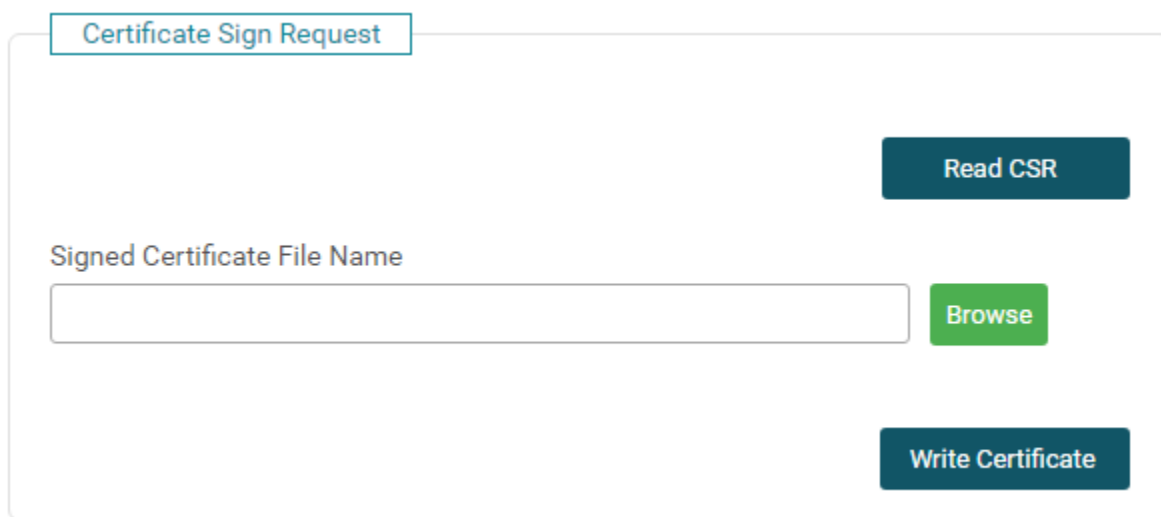 Certificate Sign Request
Read CSR
Signed Certificate File Name
Browse
Write Certificate